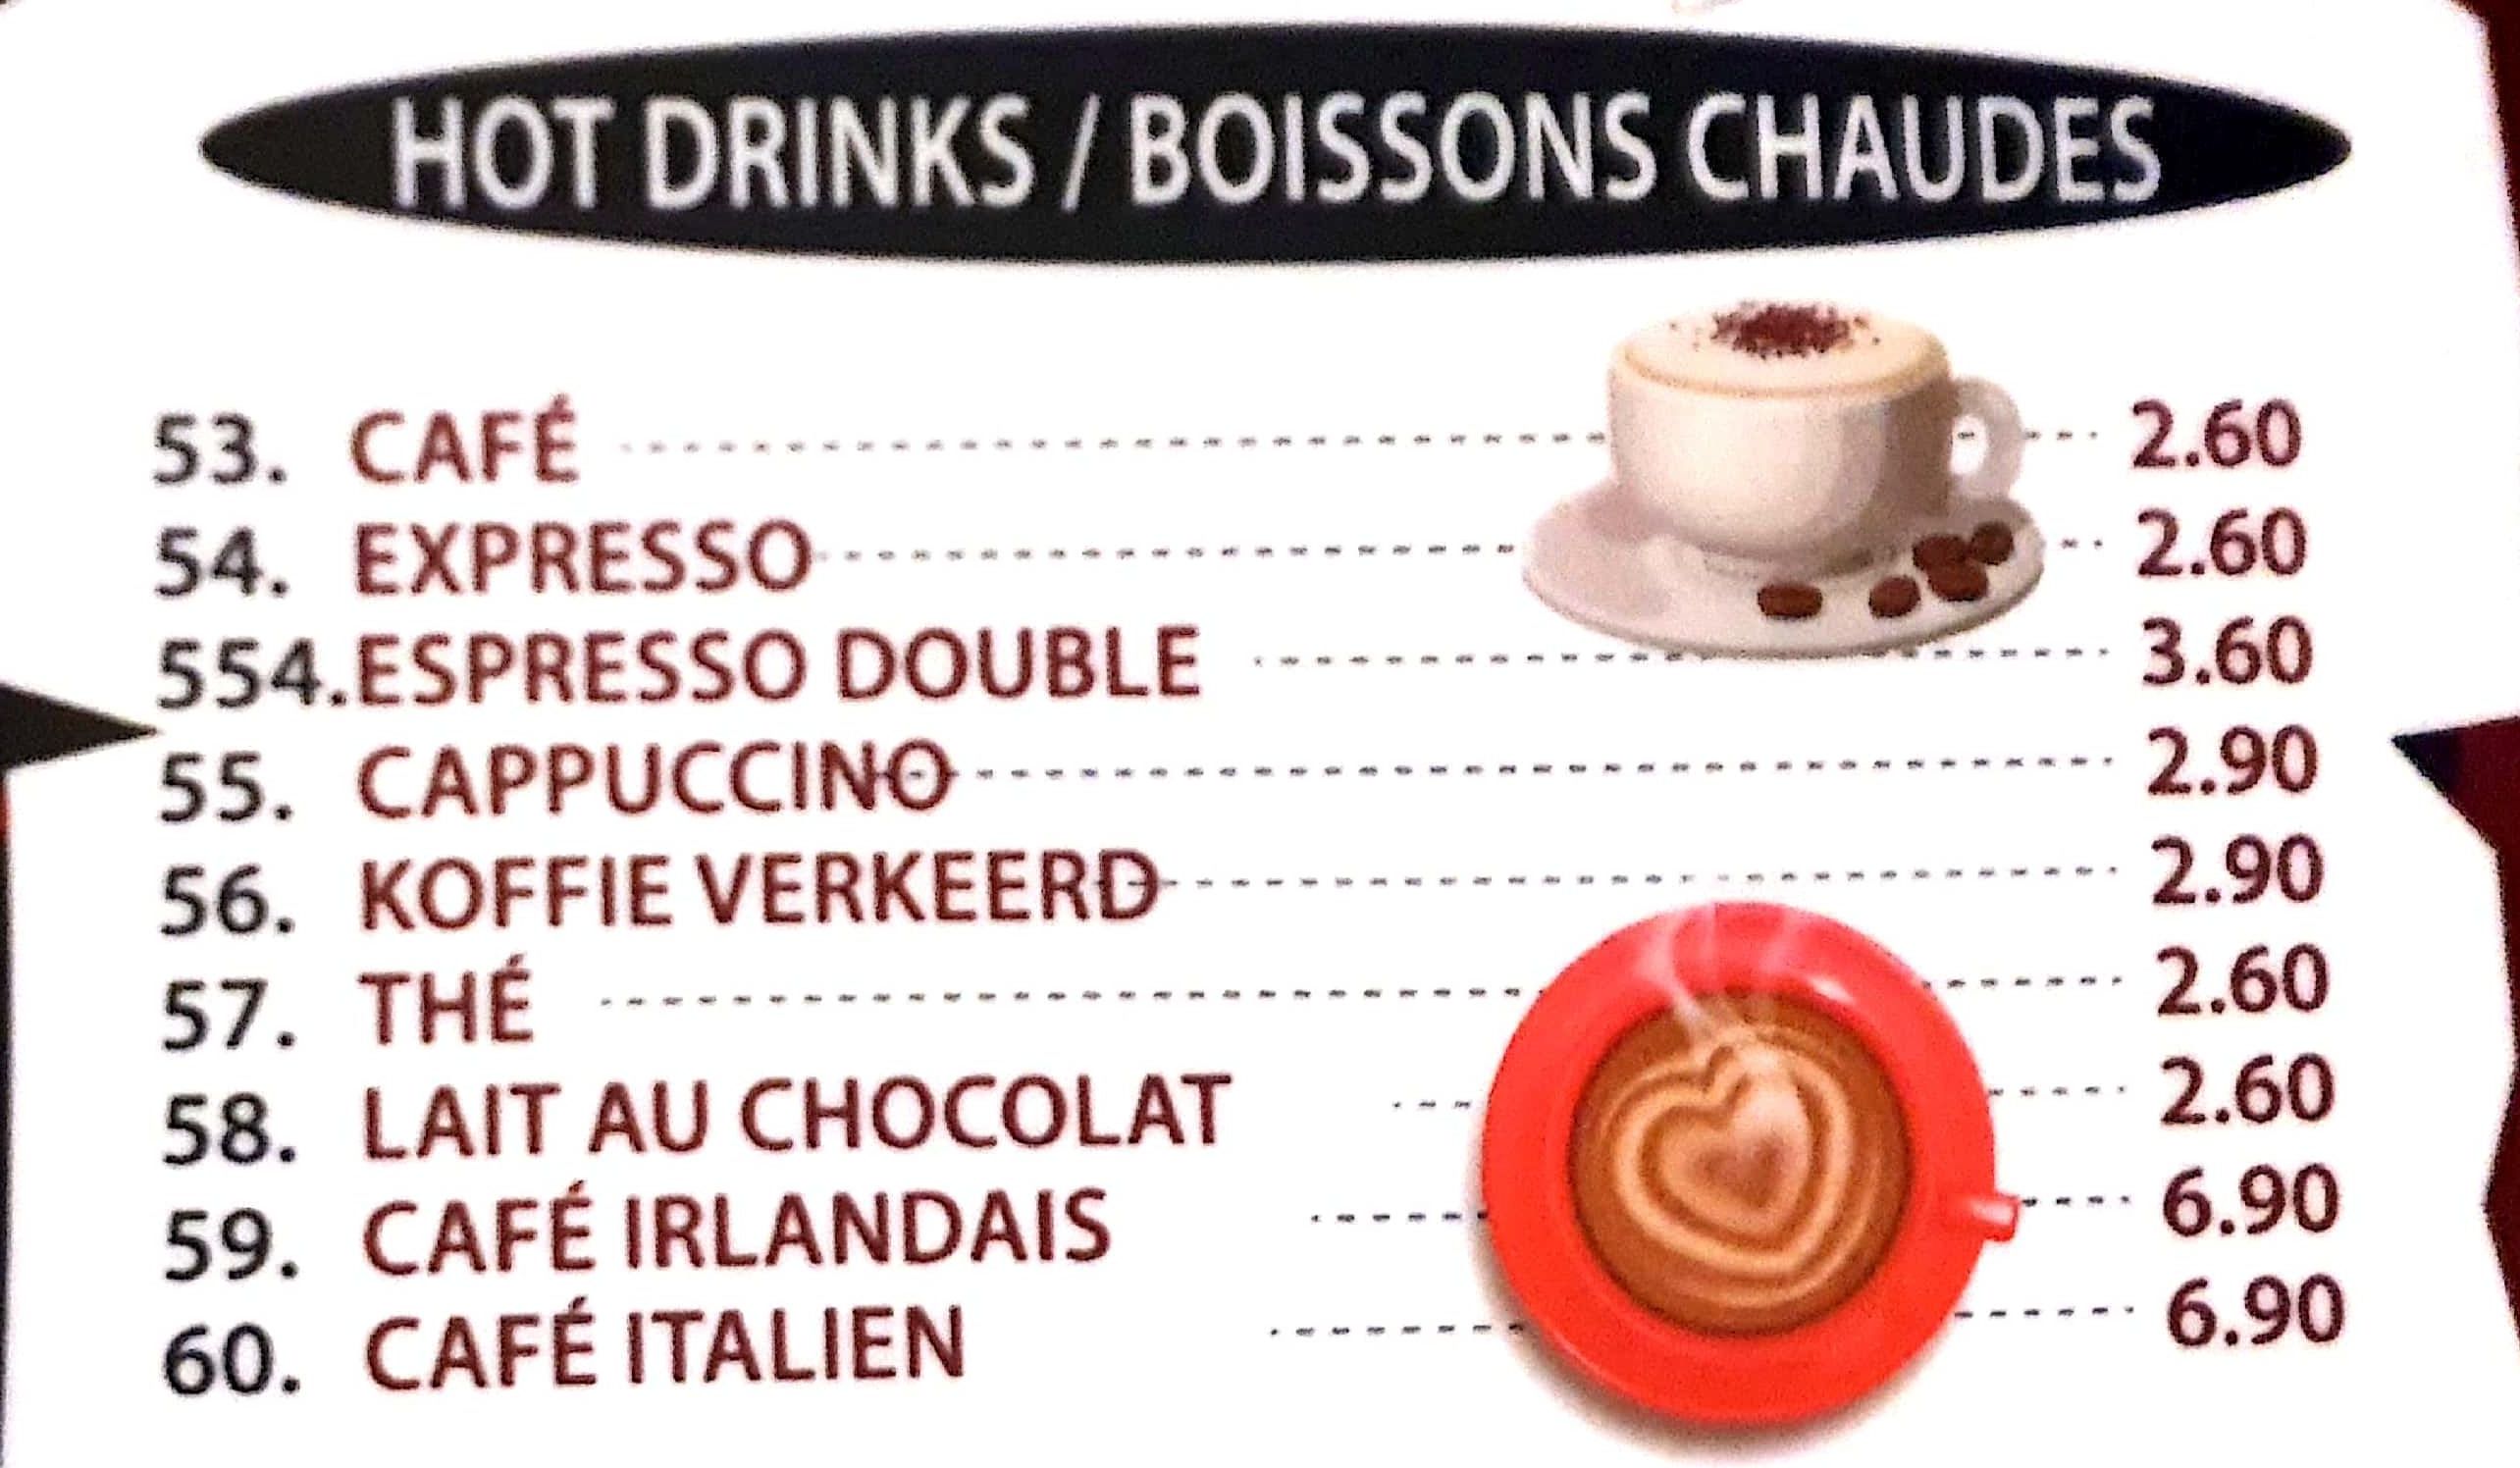 HOT DRINKS / BOISSONS CHAUDES
53. CAFÉ 2.60
54. EXPRESSO 2.60
554. ESPRESSO DOUBLE 3.60
55. CAPPUCCINO 2.90
56. KOFFIE VERKEERD 2.90
57. THÉ 2.60
58. LAIT AU CHOCOLAT 2.60
59. CAFÉ IRLANDAIS 6.90
60. CAFÉ ITALIEN 6.90